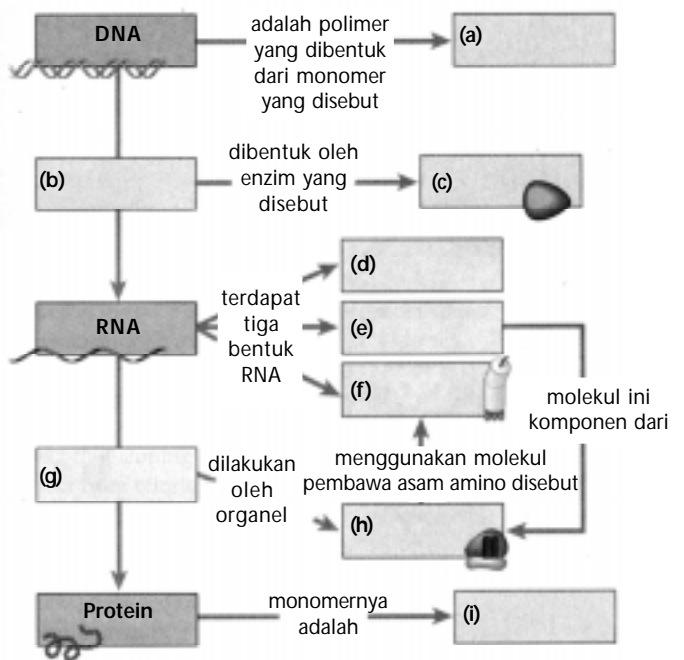 DNA
adalah polimer
yang dibentuk
dari monomer
yang disebut
(a)
(b)
dibentuk oleh
enzim yang
disebut
(c)
RNA
terdapat
tiga
bentuk
RNA
(d)
(e)
(f)
molekul ini
komponen dari
(g)
dilakukan
oleh
organel
menggunakan molekul
pembawa asam amino disebut
(h)
Protein
monomernya
adalah
(i)